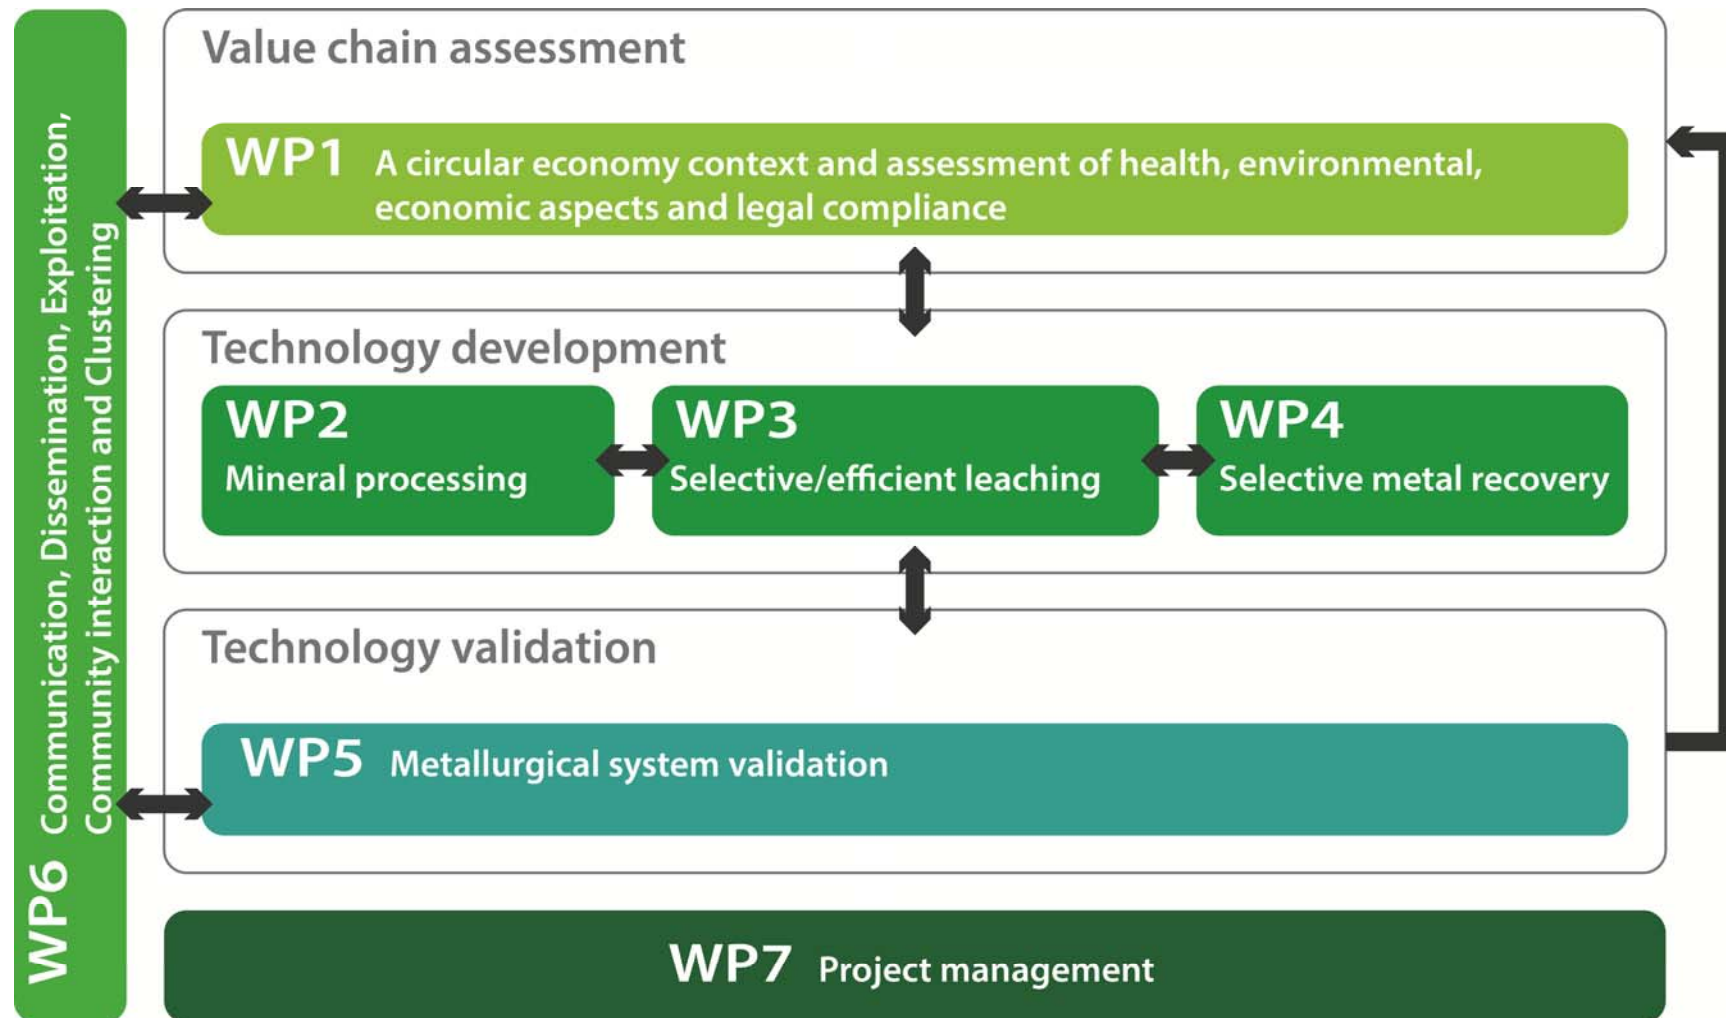 Value chain assessment
WP1 A circular economy context and assessment of health, environmental,
economic aspects and legal compliance
Technology development
WP2
Mineral processing
WP3
Selective/efficient leaching
WP4
Selective metal recovery
Technology validation
WP5 Metallurgical system validation
WP6 Communication, Dissemination, Exploitation,
Community interaction and Clustering
WP7 Project management